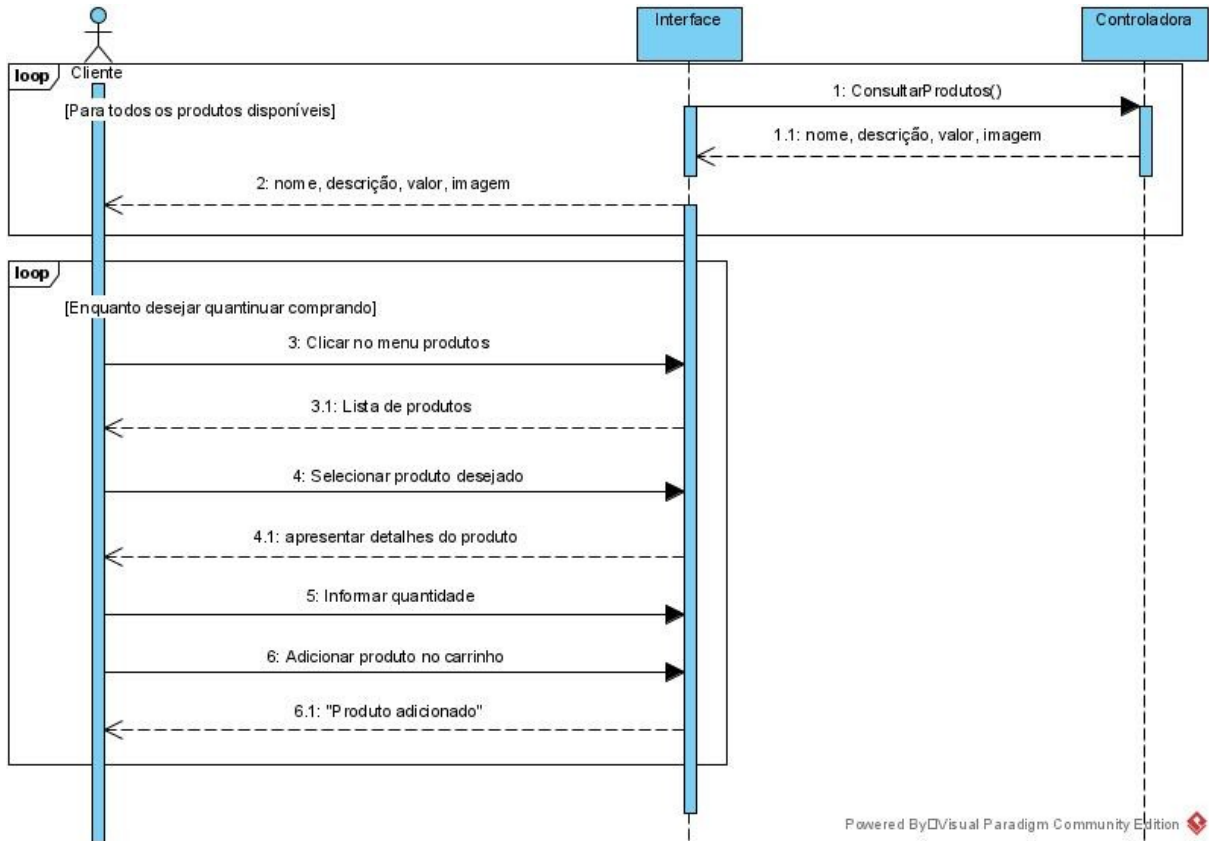 Interface
Controladora
loop
Cliente
[Para todos os produtos disponíveis]
1: ConsultarProdutos()
1.1: nome, descrição, valor, imagem
2: nome, descrição, valor, imagem
loop
[Enquanto desejar quantinuar comprando]
3: Clicar no menu produtos
3.1: Lista de produtos
4: Selecionar produto desejado
4.1: apresentar detalhes do produto
5: Informar quantidade
6: Adicionar produto no carrinho
6.1: "Produto adicionado"
Powered By□Visual Paradigm Community Edition